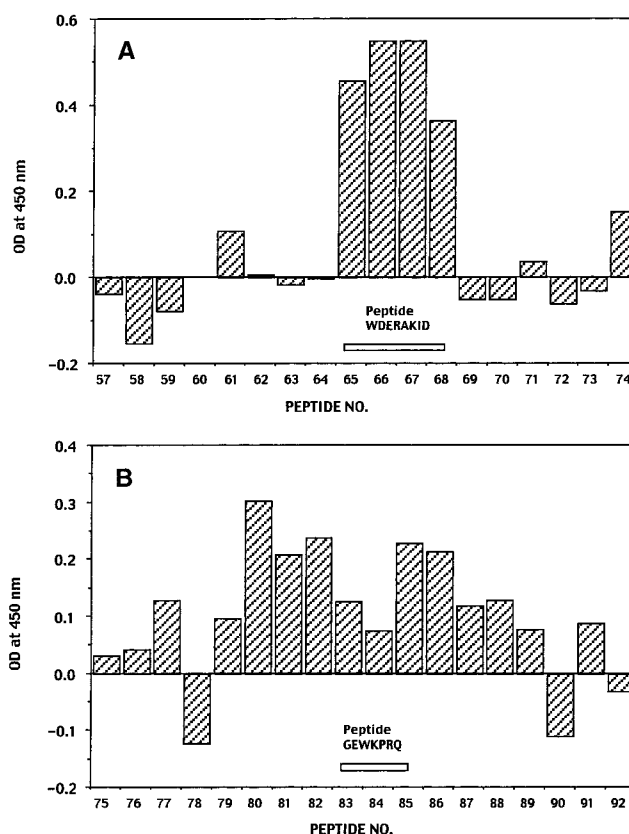 A
OD at 450 nm
0.6
0.4
0.2
0.0
−0.2
Peptide
WDERAKID
57 58 59 60 61 62 63 64 65 66 67 68 69 70 71 72 73 74
PEPTIDE NO.
B
OD at 450 nm
0.4
0.3
0.2
0.1
0.0
−0.1
−0.2
Peptide
GEWKPRQ
75 76 77 78 79 80 81 82 83 84 85 86 87 88 89 90 91 92
PEPTIDE NO.